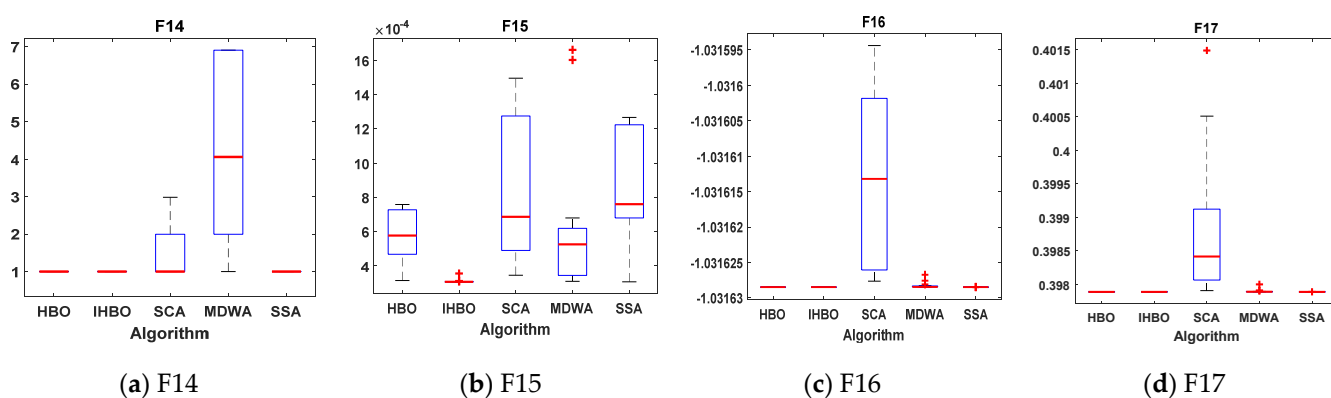 F14
7
6
5
4
3
2
1
HBO IHBO SCA MDWA SSA
Algorithm
(a) F14
×10-4
F15
16
14
12
10
8
6
4
HBO IHBO SCA MDWA SSA
Algorithm
(b) F15
F16
-1.031595
-1.0316
-1.031605
-1.03161
-1.031615
-1.03162
-1.031625
-1.03163
HBO IHBO SCA MDWA SSA
Algorithm
(c) F16
F17
0.4015
0.401
0.4005
0.4
0.3995
0.399
0.3985
0.398
HBO IHBO SCA MDWA SSA
Algorithm
(d) F17